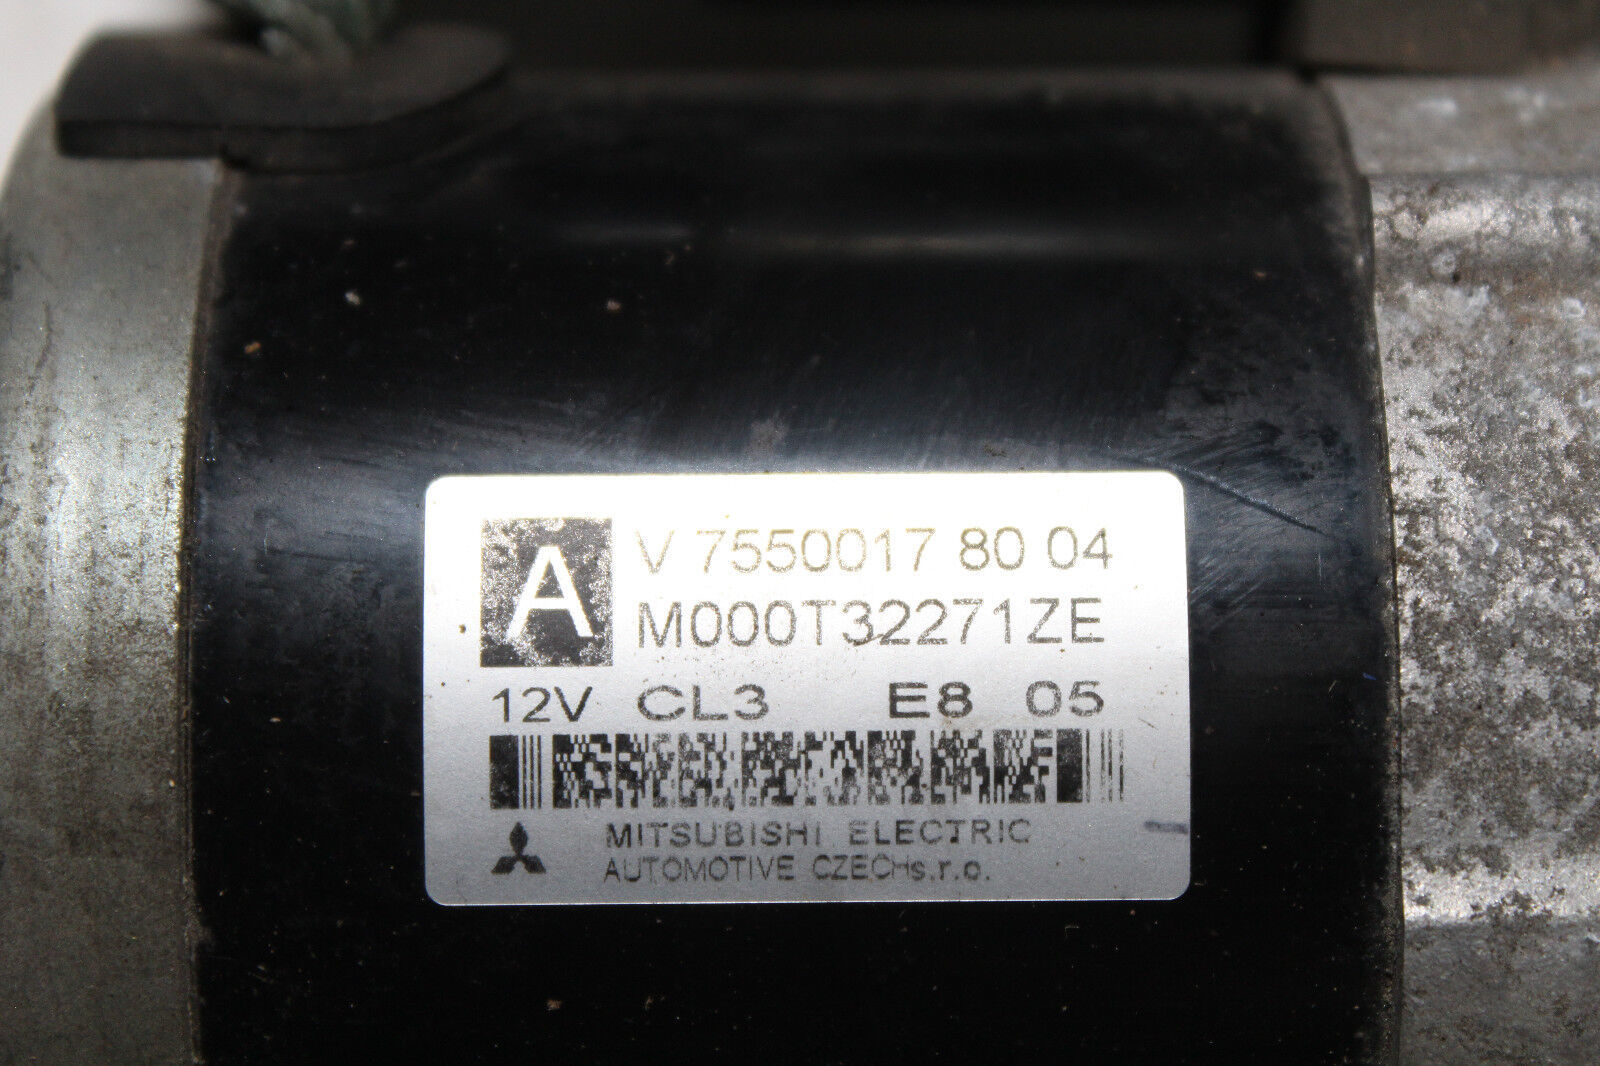 A
V 7550017 80 04
M000T32271ZE
12V CL3 E8 05
MITSUBISHI ELECTRIC
AUTOMOTIVE CZECHs.r.o.